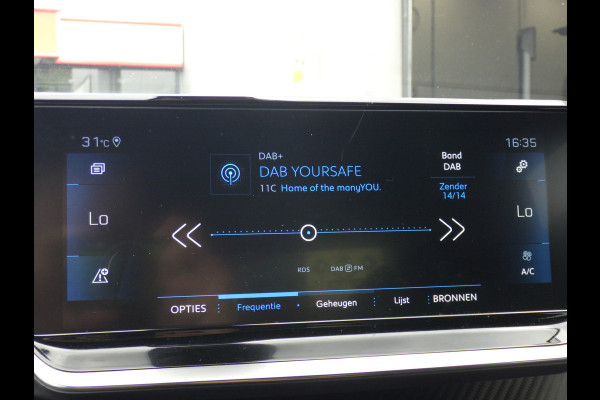 31°C
16:35
DAB+
DAB YOURSAFE
11C Home of the manyYOU.
Band
DAB
Zender
14/14
Lo
Lo
RDS
DAB FM
A/C
OPTIES
Frequentie
Geheugen
Lijst
BRONNEN